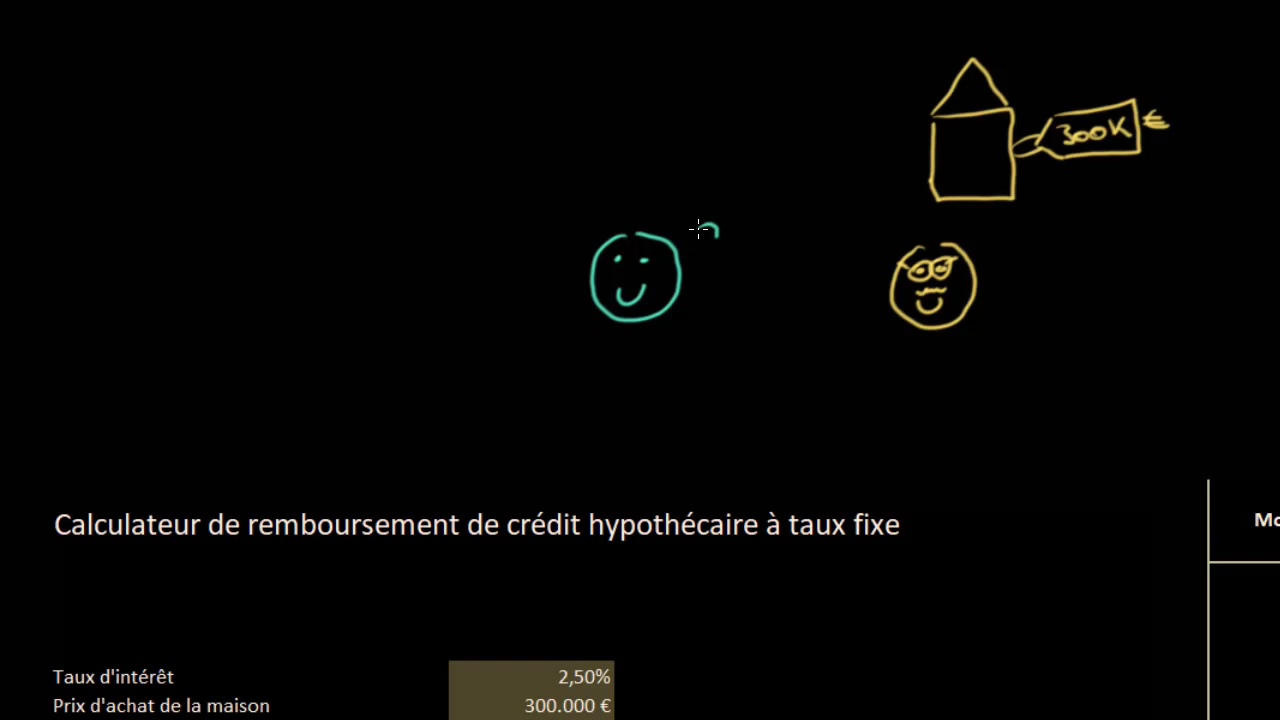 300K €
Calculateur de remboursement de crédit hypothécaire à taux fixe
Taux d'intérêt 2,50%
Prix d'achat de la maison 300.000 €